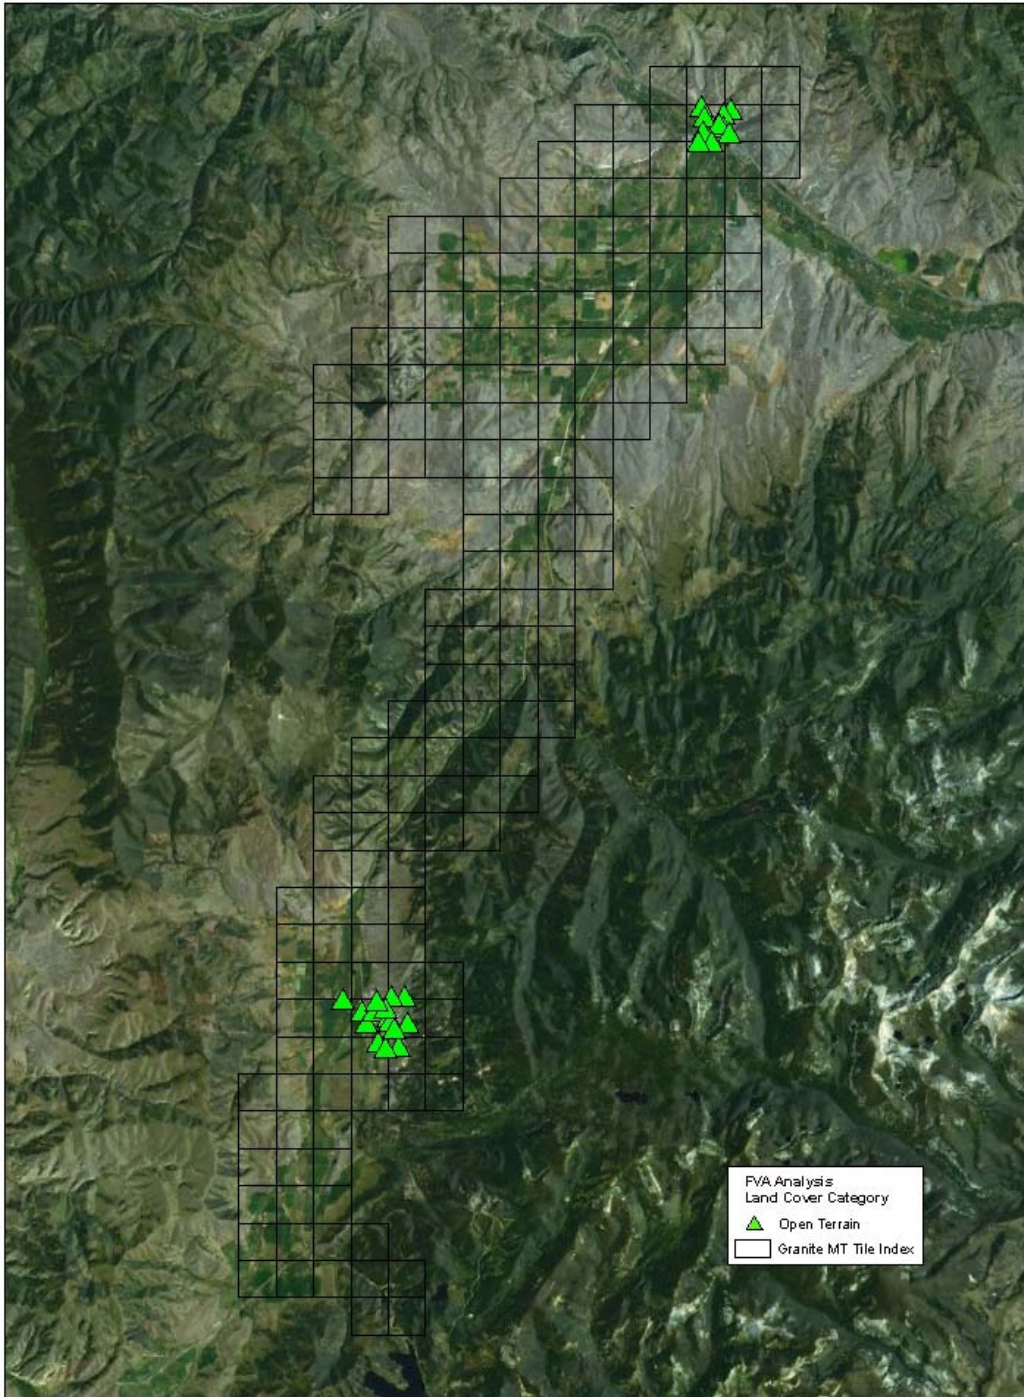 FVA Analysis
Land Cover Category
Open Terrain
Granite MT Tile Index